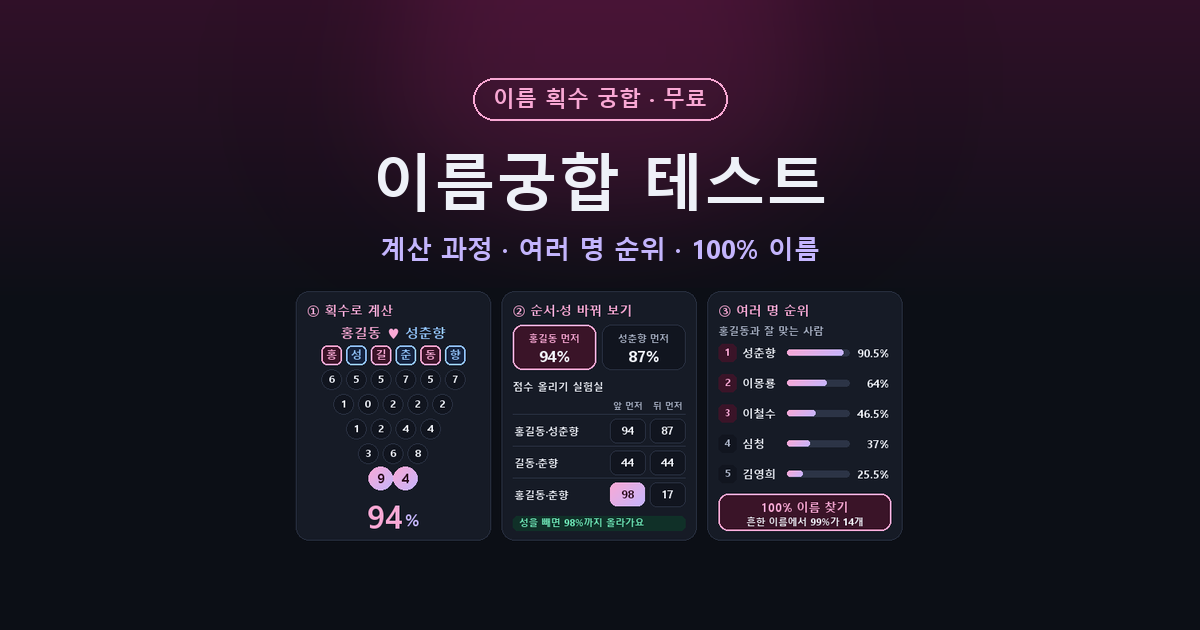 이름 획수 궁합 · 무료
이름궁합 테스트
계산 과정 · 여러 명 순위 · 100% 이름
① 획수로 계산
홍길동 ♥ 성춘향
홍 성 길 춘 동 향
6 5 5 7 5 7
1 0 2 2 2
1 2 4 4
3 6 8
9 4
94%
② 순서·성 바꿔 보기
홍길동 먼저 성춘향 먼저
94% 87%
점수 올리기 실험실
앞 먼저 뒤 먼저
홍길동·성춘향 94 87
길동·춘향 44 44
홍길동·춘향 98 17
성을 빼면 98%까지 올라가요
③ 여러 명 순위
홍길동과 잘 맞는 사람
1 성춘향 90.5%
2 이몽룡 64%
3 이철수 46.5%
4 심청 37%
5 김영희 25.5%
100% 이름 찾기
흔한 이름에서 99%가 14개